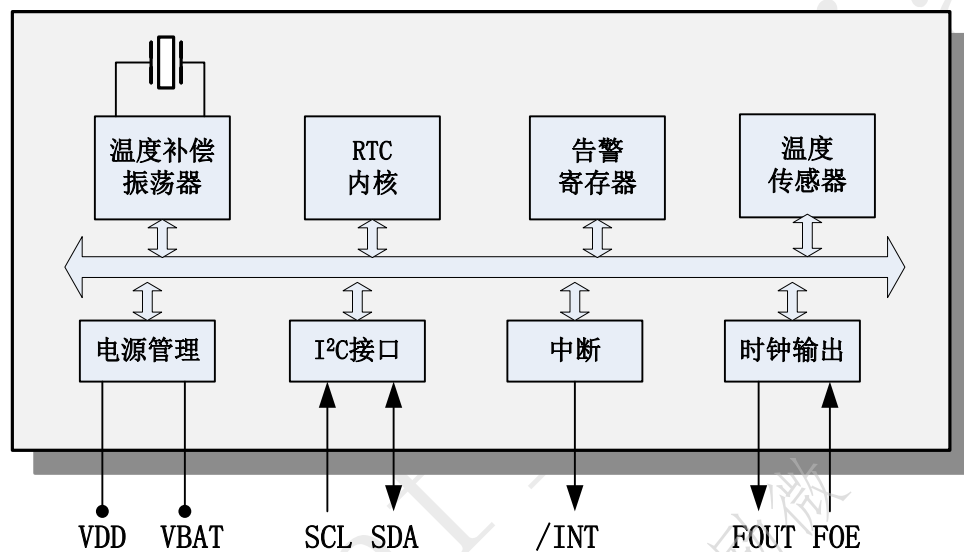 温度补偿
振荡器
RTC
内核
告警
寄存器
温度
传感器
电源管理
I²C接口
中断
时钟输出
VDD VBAT SCL SDA /INT FOUT FOE